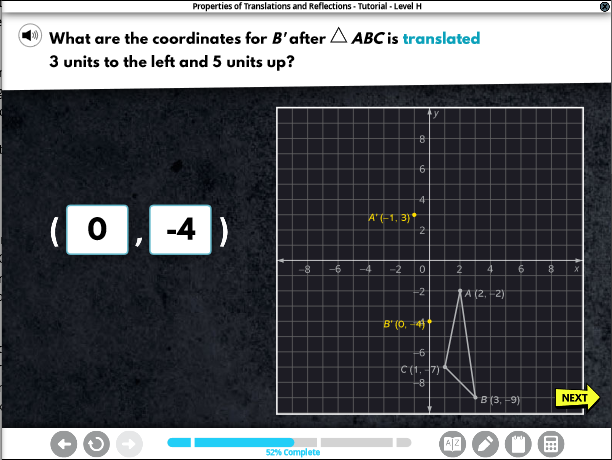 Properties of Translations and Reflections - Tutorial - Level H
What are the coordinates for B′ after △ ABC is translated
3 units to the left and 5 units up?
( 0 , -4 )
y
8
6
4
A′ (−1, 3)
2
−8 −6 −4 −2 0 2 4 6 8 x
−2
A (2, −2)
B′ (0, −4)
−6
C (1, −7)
−8
B (3, −9)
NEXT
52% Complete
A Z